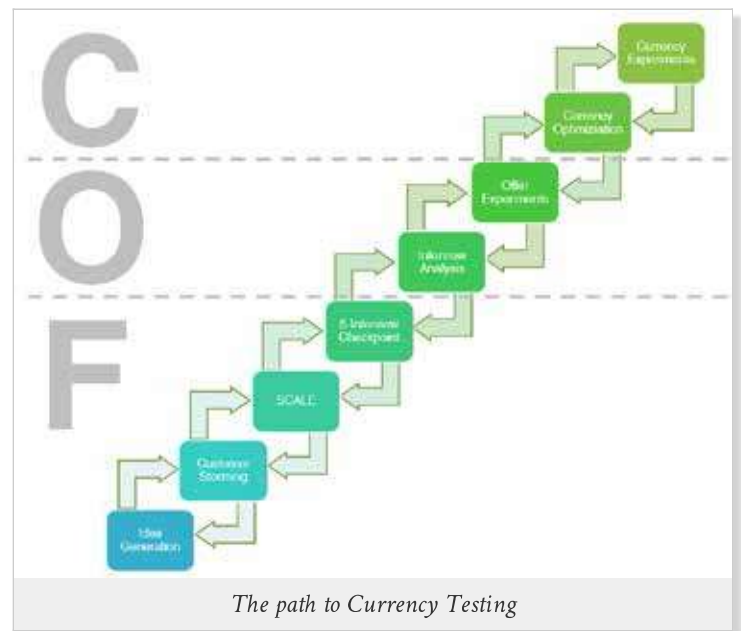 C
Currency
Experiments
Currency
Optimization
O
Offer
Experiments
Interview
Analysis
F
5 Interview
Checkpoint
SCALE
Customer
Storming
Idea
Generation
The path to Currency Testing